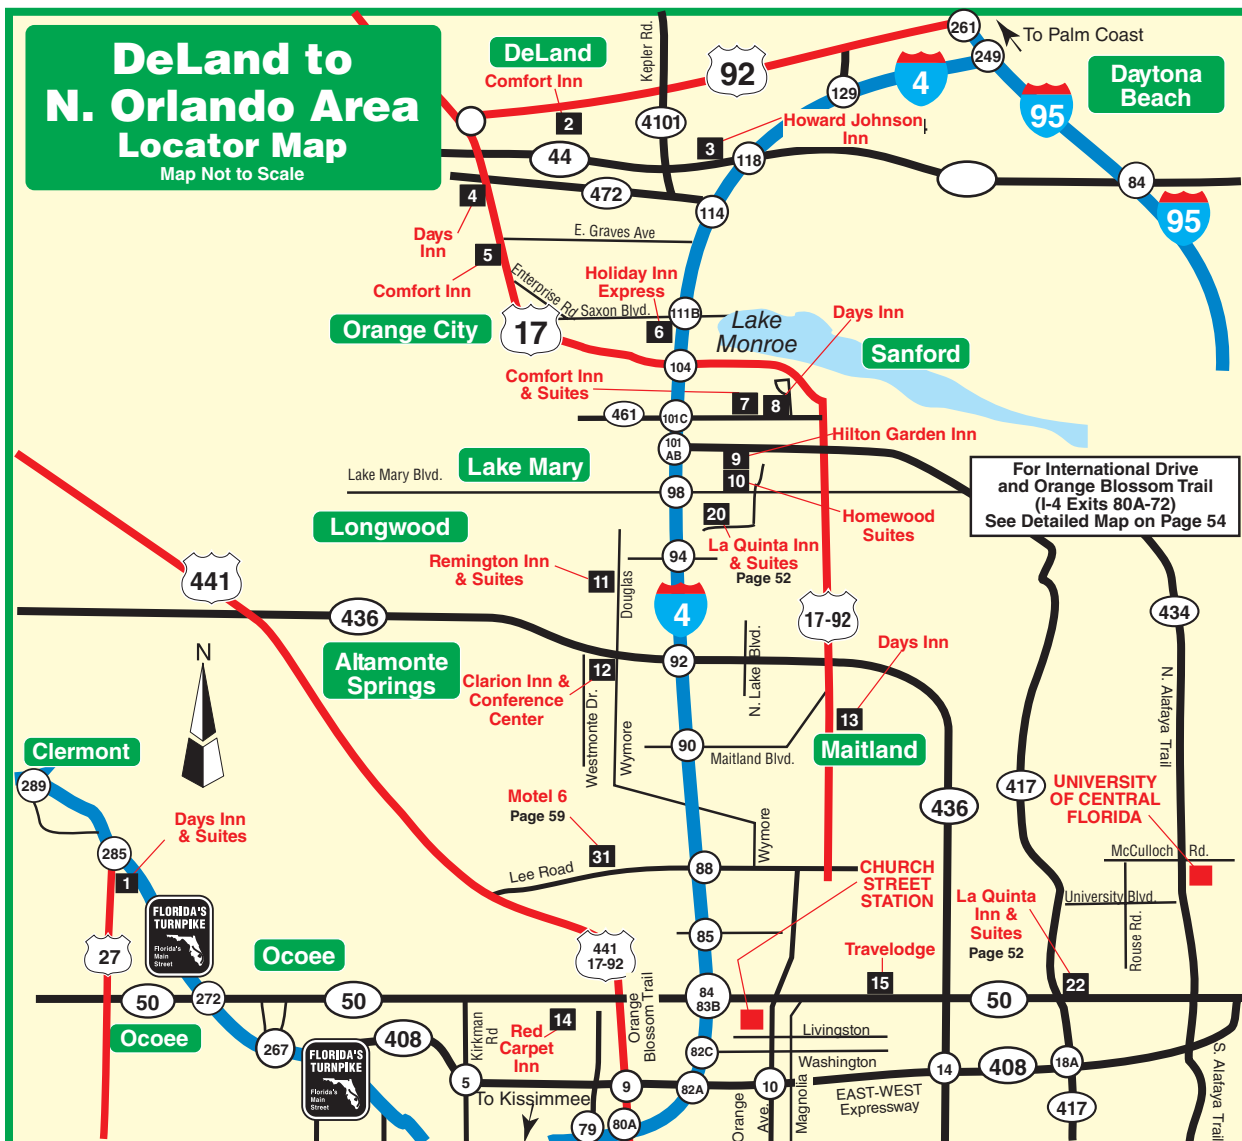 DeLand to
N. Orlando Area
Locator Map
Map Not to Scale
DeLand
Comfort Inn
2
Kepler Rd.
4101
92
261
249
To Palm Coast
4
129
95
Daytona
Beach
Howard Johnson
Inn
3
118
44
472
114
84
95
4
Days
Inn
5
Comfort Inn
E. Graves Ave
Enterprise Rd
Saxon Blvd.
Holiday Inn
Express
6
111B
Orange City
17
Lake
Monroe
Days Inn
Sanford
104
Comfort Inn
& Suites
7
8
461
101C
101
AB
Hilton Garden Inn
9
10
Lake Mary
Lake Mary Blvd.
98
Homewood
Suites
20
La Quinta Inn
& Suites
Page 52
For International Drive
and Orange Blossom Trail
(I-4 Exits 80A-72)
See Detailed Map on Page 54
Longwood
Remington Inn
& Suites
11
Douglas
94
4
441
436
17-92
434
Altamonte
Springs
N
12
Clarion Inn &
Conference
Center
Westmonte Dr.
Wymore
92
N. Lake Blvd.
Days Inn
13
Maitland
90
Maitland Blvd.
N. Alafaya Trail
Clermont
289
285
Days Inn
& Suites
1
Motel 6
Page 59
31
Lee Road
88
Wymore
436
417
UNIVERSITY
OF CENTRAL
FLORIDA
McCulloch Rd.
University Blvd.
Rouse Rd.
CHURCH
STREET
STATION
La Quinta
Inn &
Suites
Page 52
22
FLORIDA'S
TURNPIKE
Florida's
Main
Street
27
Ocoee
441
17-92
85
Travelodge
15
50
272
50
84
83B
50
Ocoee
267
408
Kirkman
Rd
Red
Carpet
Inn
14
Orange
Blossom Trail
Livingston
Washington
82C
FLORIDA'S
TURNPIKE
Florida's
Main
Street
5
9
82A
10
14
408
18A
EAST-WEST
Expressway
To Kissimmee
79
80A
Orange
Ave.
Magnolia
417
S. Alafaya Trail